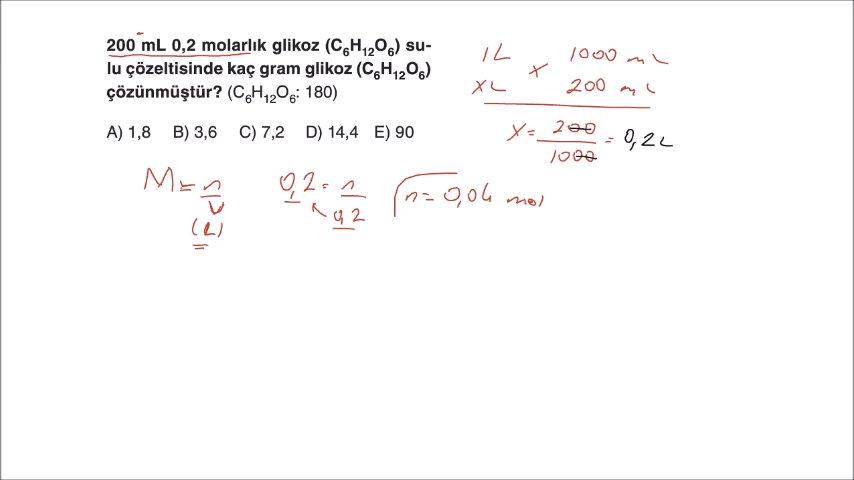 200 mL 0,2 molarlık glikoz (C₆H₁₂O₆) su-
lu çözeltisinde kaç gram glikoz (C₆H₁₂O₆)
çözünmüştür? (C₆H₁₂O₆: 180)
A) 1,8 B) 3,6 C) 7,2 D) 14,4 E) 90
1L × 1000 mL
XL 200 mL
X = 200/1000 = 0,2L
M = n/V
(L)
0,2 = n/0,2
n = 0,04 mol